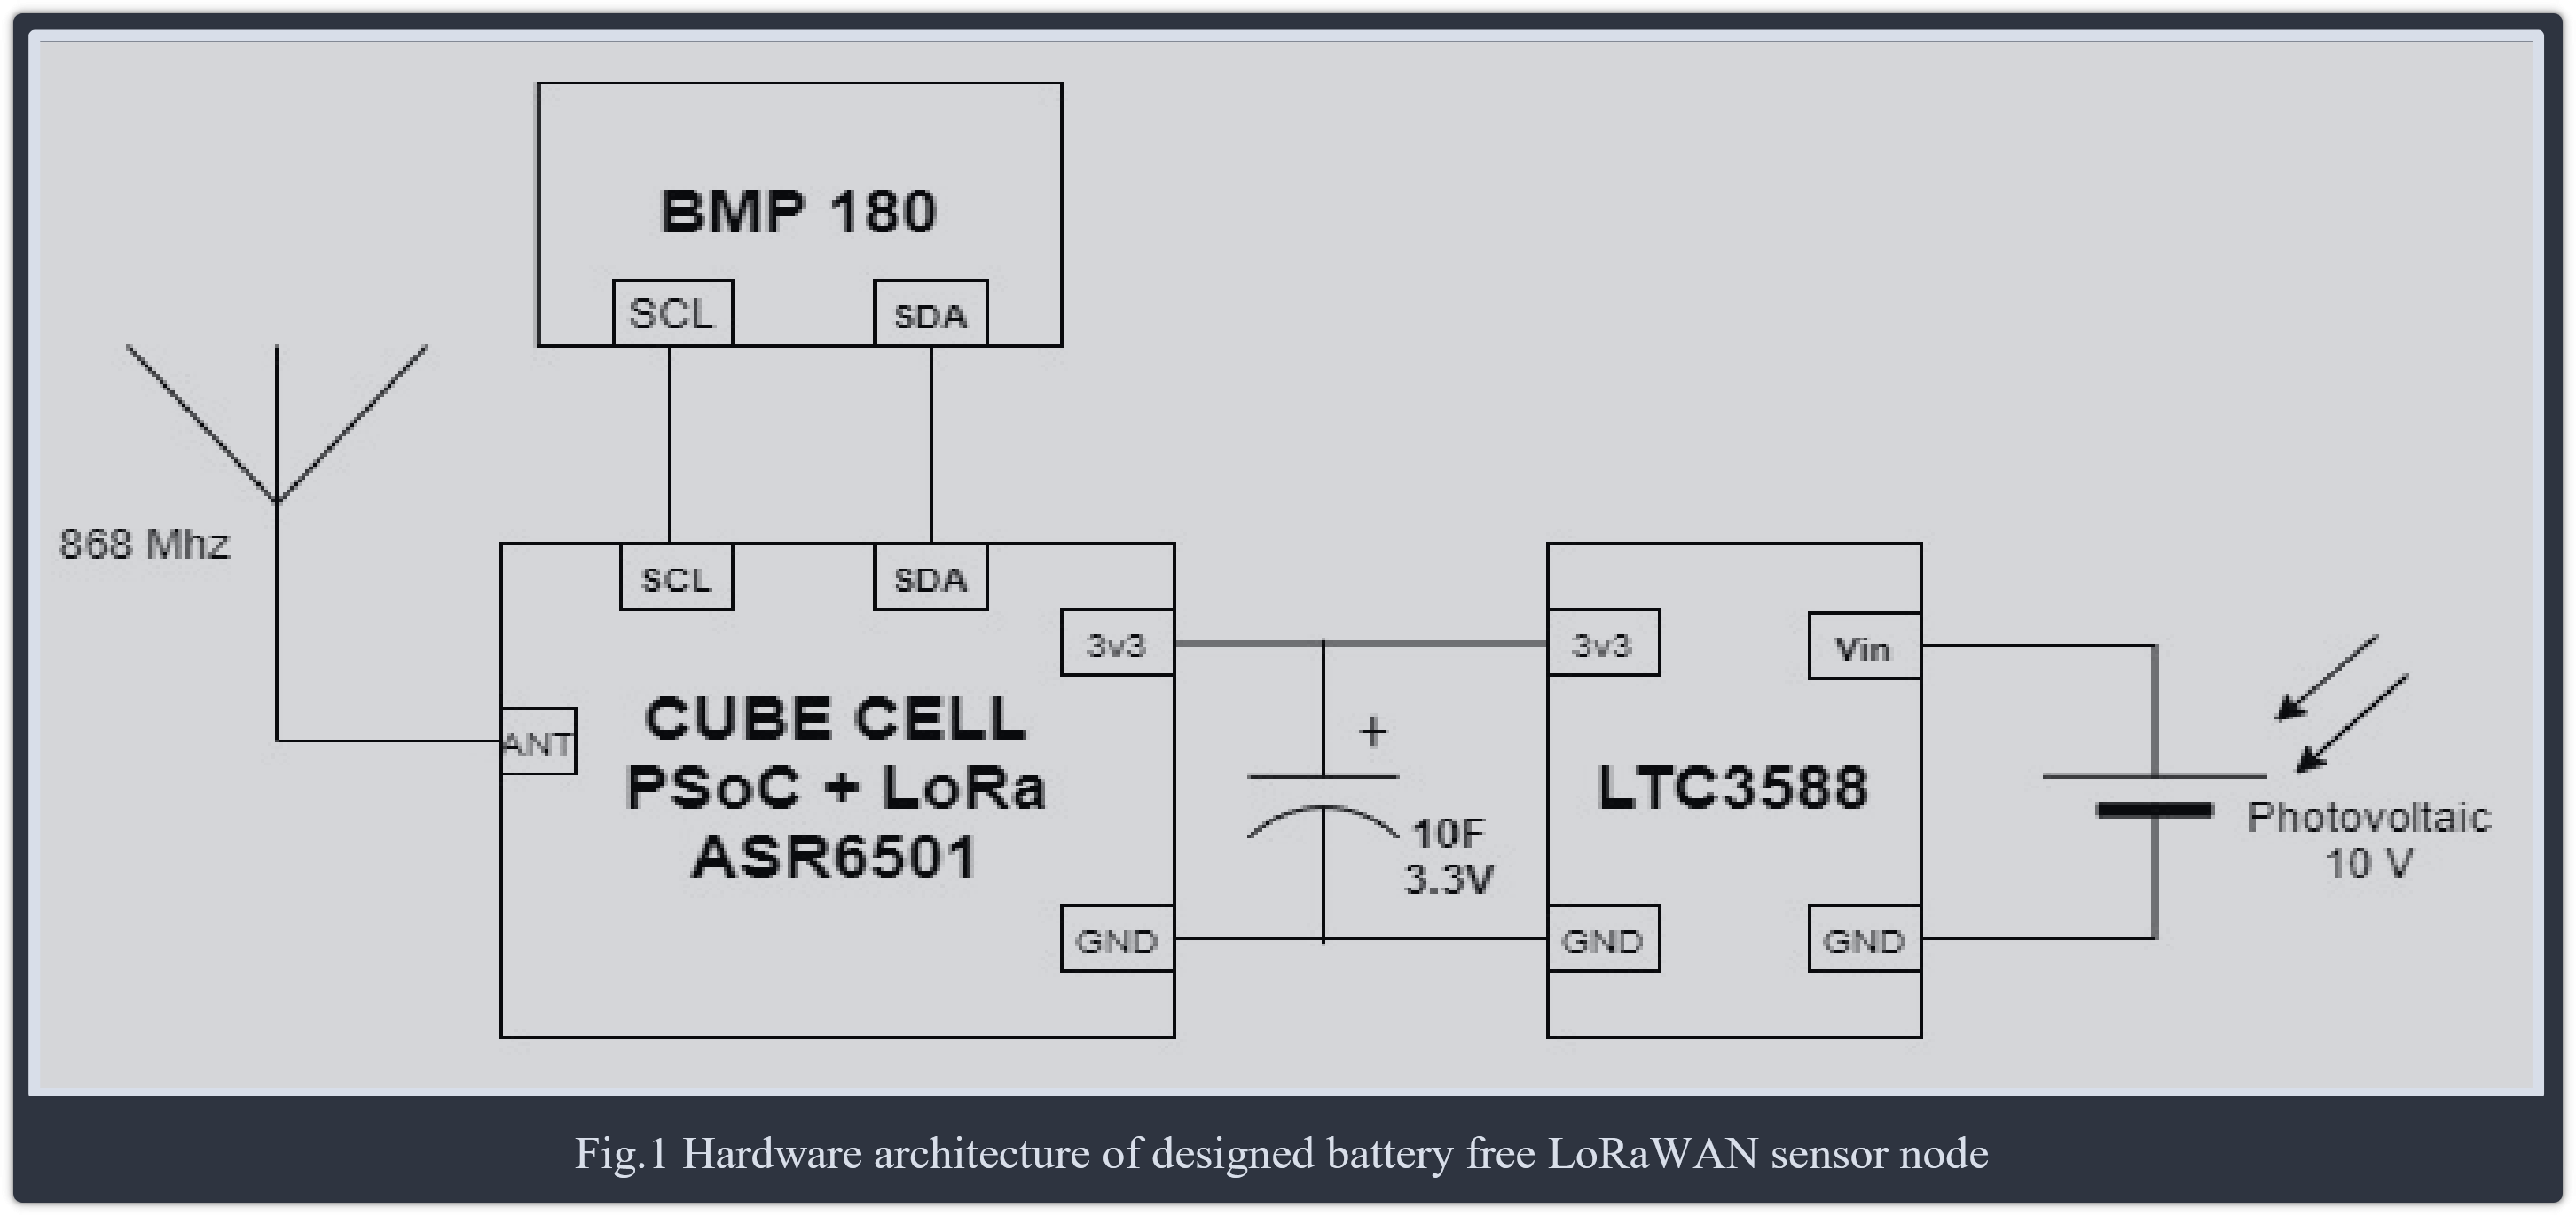 BMP 180
SCL
SDA
868 Mhz
SCL
SDA
3v3
ANT
CUBE CELL
PSoC + LoRa
ASR6501
GND
+
10F
3.3V
3v3
Vin
LTC3588
GND
GND
Photovoltaic
10 V
Fig.1 Hardware architecture of designed battery free LoRaWAN sensor node